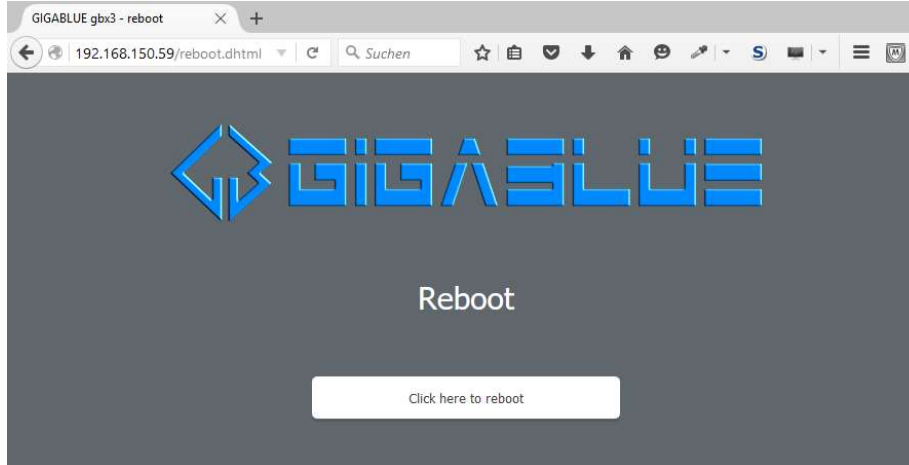 GIGABLUE gbx3 - reboot
192.168.150.59/reboot.dhtml
Suchen
S
M
GIGABLUE
Reboot
Click here to reboot